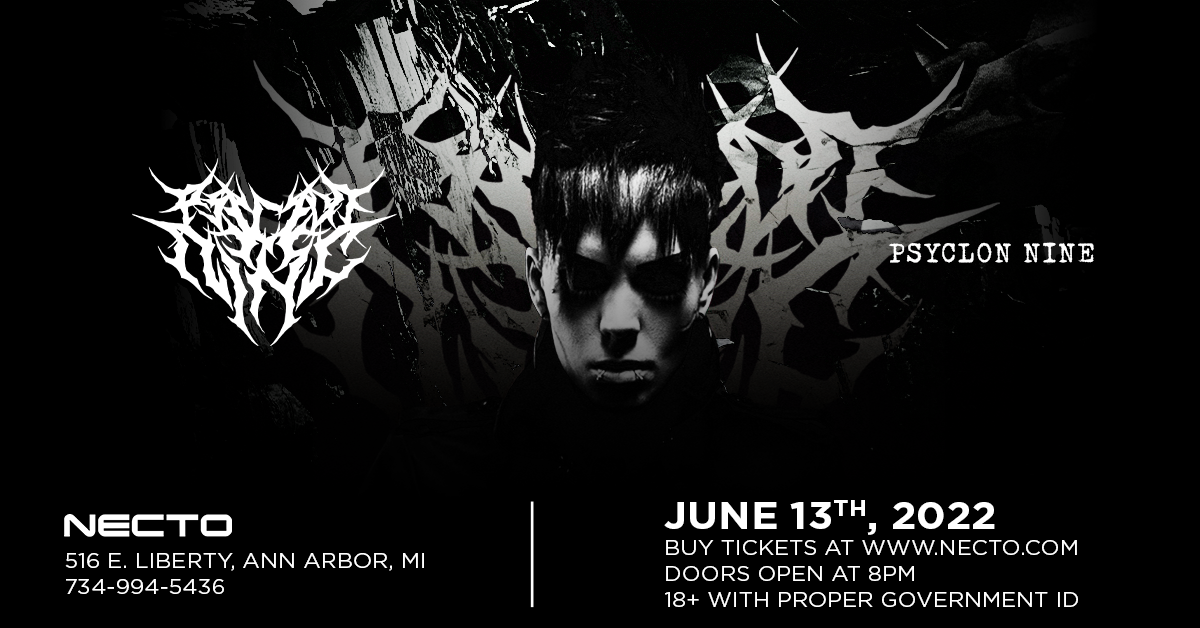 PSYCLON NINE
NECTO
516 E. LIBERTY, ANN ARBOR, MI
734-994-5436
JUNE 13TH, 2022
BUY TICKETS AT WWW.NECTO.COM
DOORS OPEN AT 8PM
18+ WITH PROPER GOVERNMENT ID